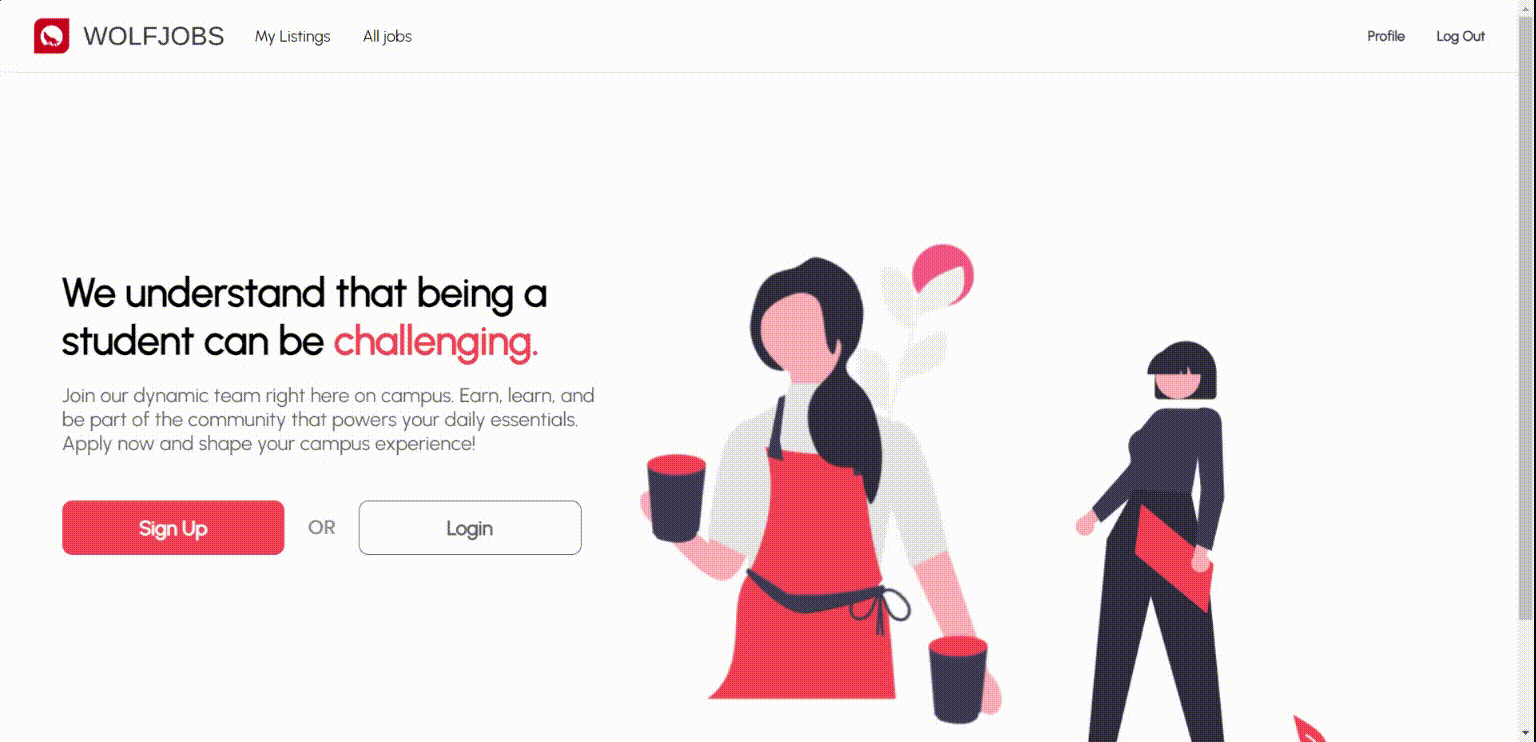 WOLFJOBS My Listings All jobs Profile Log Out
We understand that being a
student can be challenging.
Join our dynamic team right here on campus. Earn, learn, and
be part of the community that powers your daily essentials.
Apply now and shape your campus experience!
Sign Up OR Login